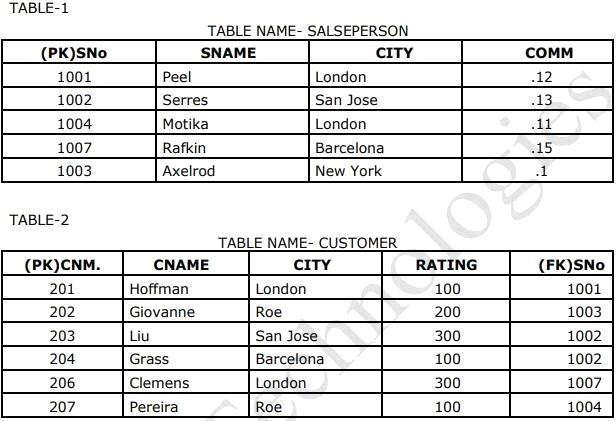 TABLE-1
TABLE NAME- SALSEPERSON
(PK)SNo SNAME CITY COMM
1001 Peel London .12
1002 Serres San Jose .13
1004 Motika London .11
1007 Rafkin Barcelona .15
1003 Axelrod New York .1
TABLE-2
TABLE NAME- CUSTOMER
(PK)CNM. CNAME CITY RATING (FK)SNo
201 Hoffman London 100 1001
202 Giovanne Roe 200 1003
203 Liu San Jose 300 1002
204 Grass Barcelona 100 1002
206 Clemens London 300 1007
207 Pereira Roe 100 1004
Technologies